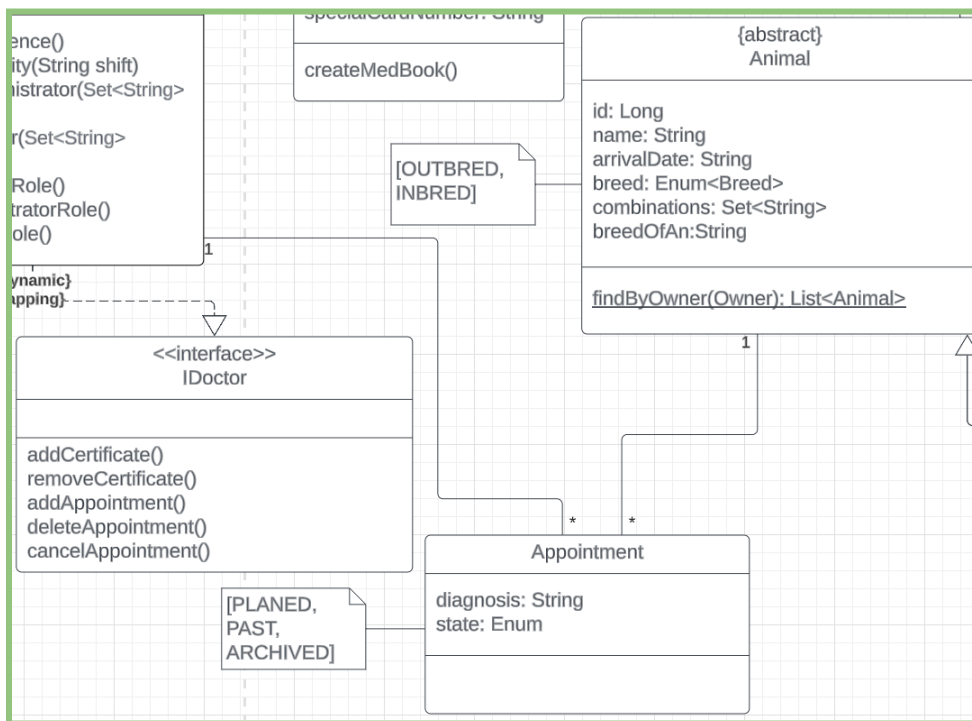 ence()
ity(String shift)
istrator(Set<String>
r(Set<String>
Role()
tratorRole()
ole()
1
ynamic}
apping}
specialCardNumber: String
createMedBook()
[OUTBRED,
INBRED]
{abstract}
Animal
id: Long
name: String
arrivalDate: String
breed: Enum<Breed>
combinations: Set<String>
breedOfAn:String
findByOwner(Owner): List<Animal>
1
<<interface>>
IDoctor
addCertificate()
removeCertificate()
addAppointment()
deleteAppointment()
cancelAppointment()
*
*
Appointment
diagnosis: String
state: Enum
[PLANED,
PAST,
ARCHIVED]